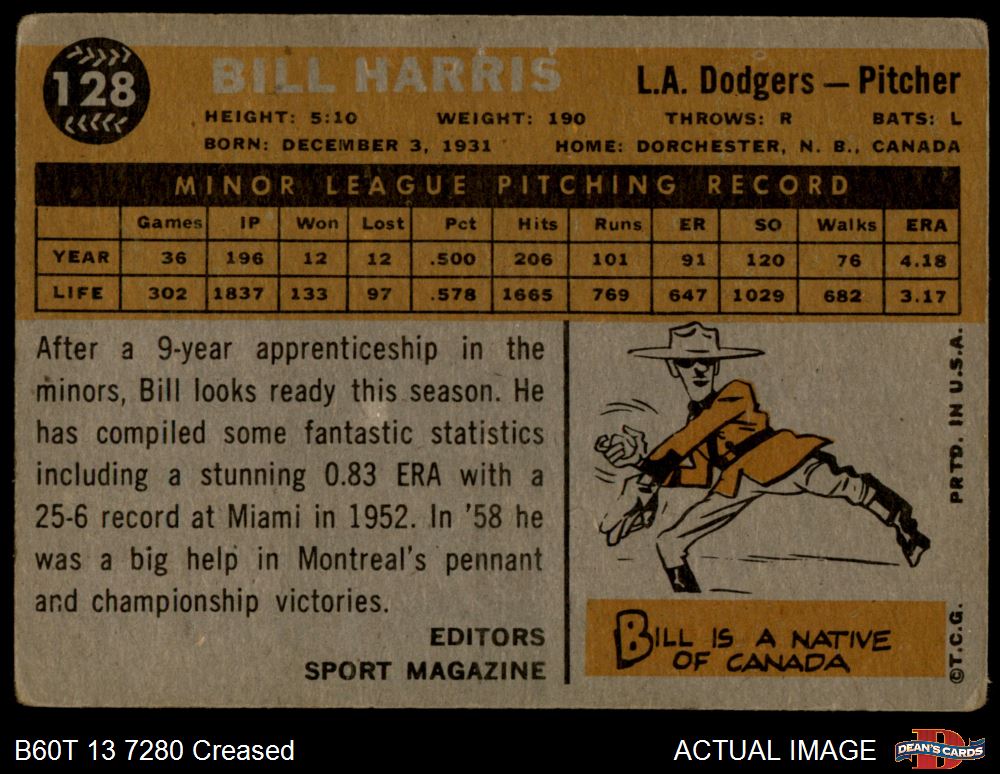 128
BILL HARRIS
L.A. Dodgers — Pitcher
HEIGHT: 5:10 WEIGHT: 190 THROWS: R BATS: L
BORN: DECEMBER 3, 1931 HOME: DORCHESTER, N. B., CANADA
MINOR LEAGUE PITCHING RECORD
Games IP Won Lost Pct Hits Runs ER SO Walks ERA
YEAR 36 196 12 12 .500 206 101 91 120 76 4.18
LIFE 302 1837 133 97 .578 1665 769 647 1029 682 3.17
After a 9-year apprenticeship in the
minors, Bill looks ready this season. He
has compiled some fantastic statistics
including a stunning 0.83 ERA with a
25-6 record at Miami in 1952. In '58 he
was a big help in Montreal's pennant
and championship victories.
EDITORS
SPORT MAGAZINE
BILL IS A NATIVE
OF CANADA
©T.C.G. PRTD. IN U.S.A.
B60T 13 7280 Creased
ACTUAL IMAGE
D
DEAN'S CARDS